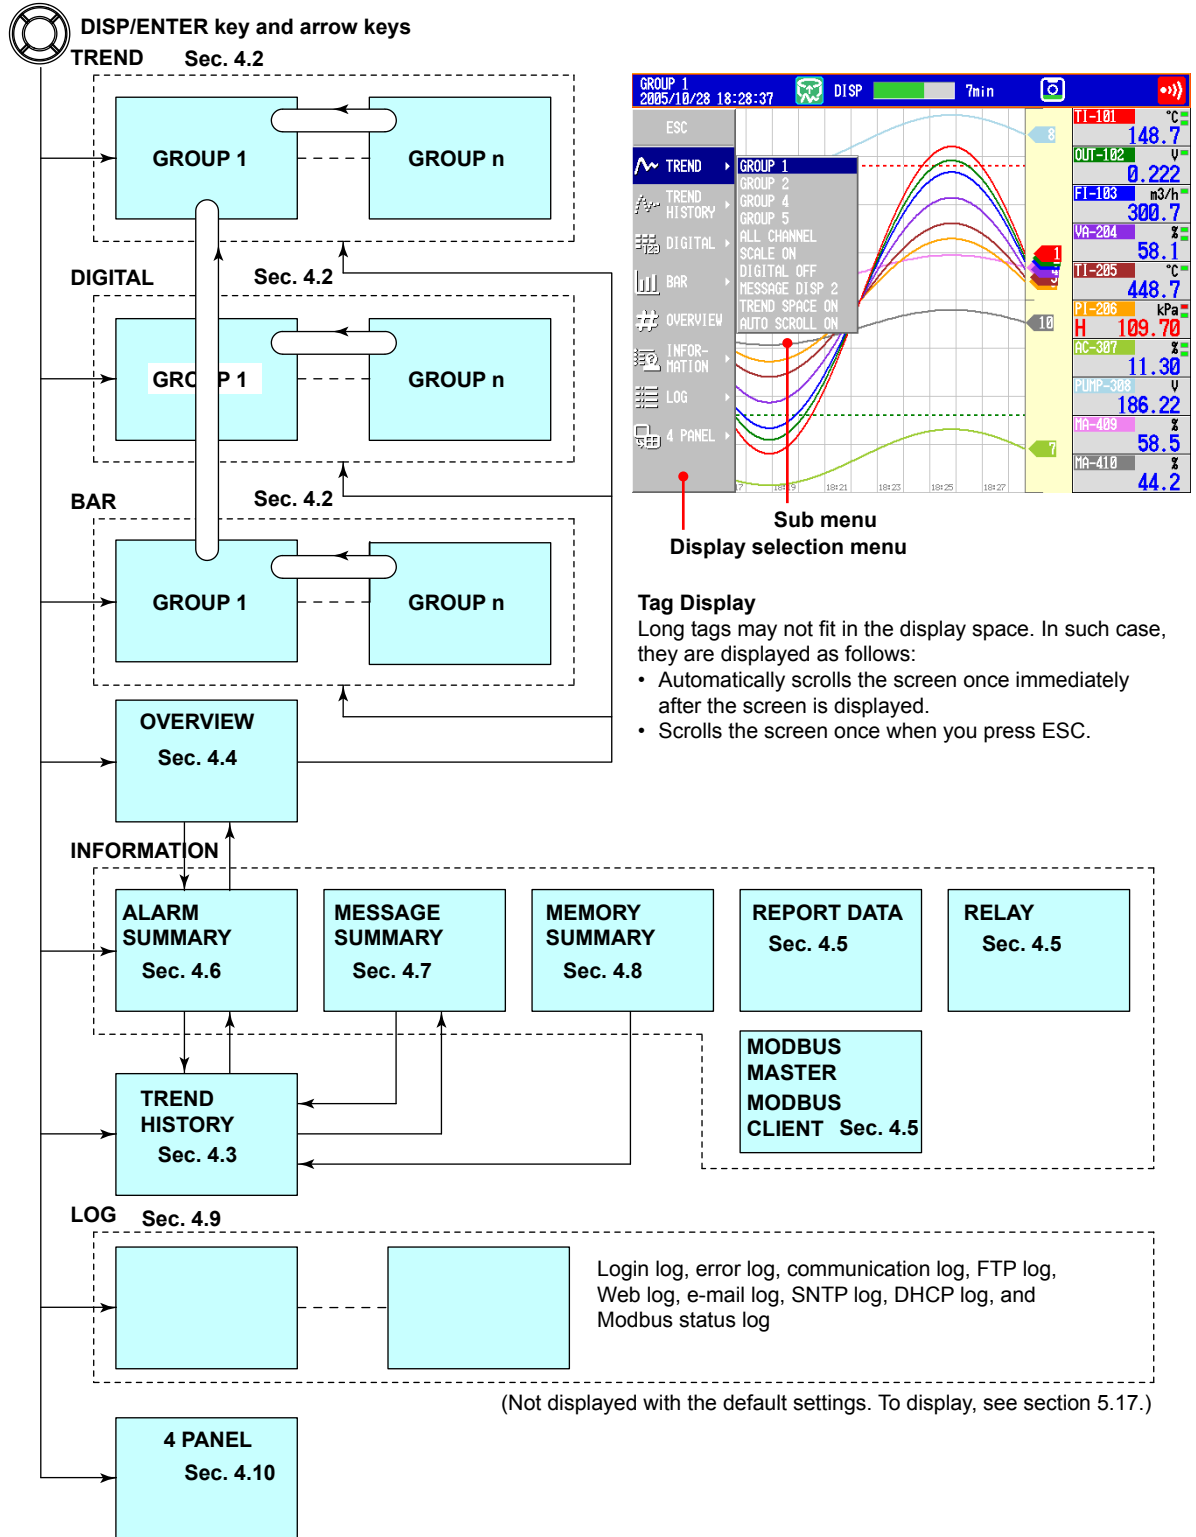 DISP/ENTER key and arrow keys
TREND Sec. 4.2
GROUP 1
GROUP n
DIGITAL Sec. 4.2
GROUP 1
GROUP n
BAR Sec. 4.2
GROUP 1
GROUP n
OVERVIEW
Sec. 4.4
GROUP 1
2005/10/28 18:28:37
DISP
7min
ESC
TREND
TREND
HISTORY
DIGITAL
BAR
OVERVIEW
INFOR-
MATION
LOG
4 PANEL
GROUP 1
GROUP 2
GROUP 4
GROUP 5
ALL CHANNEL
SCALE ON
DIGITAL OFF
MESSAGE DISP 2
TREND SPACE ON
AUTO SCROLL ON
8
1
10
7
18:21
18:23
18:25
18:27
TI-101 °C
148.7
OUT-102 V
0.222
FI-103 m3/h
300.7
VA-204 %
58.1
TI-205 °C
448.7
PI-206 kPa
H 109.70
AC-307 %
11.30
PUMP-308 V
186.22
MA-409 %
58.5
MA-410 %
44.2
Sub menu
Display selection menu
Tag Display
Long tags may not fit in the display space. In such case,
they are displayed as follows:
• Automatically scrolls the screen once immediately
after the screen is displayed.
• Scrolls the screen once when you press ESC.
INFORMATION
ALARM
SUMMARY
Sec. 4.6
MESSAGE
SUMMARY
Sec. 4.7
MEMORY
SUMMARY
Sec. 4.8
REPORT DATA
Sec. 4.5
RELAY
Sec. 4.5
MODBUS
MASTER
MODBUS
CLIENT Sec. 4.5
TREND
HISTORY
Sec. 4.3
LOG Sec. 4.9
Login log, error log, communication log, FTP log,
Web log, e-mail log, SNTP log, DHCP log, and
Modbus status log
(Not displayed with the default settings. To display, see section 5.17.)
4 PANEL
Sec. 4.10